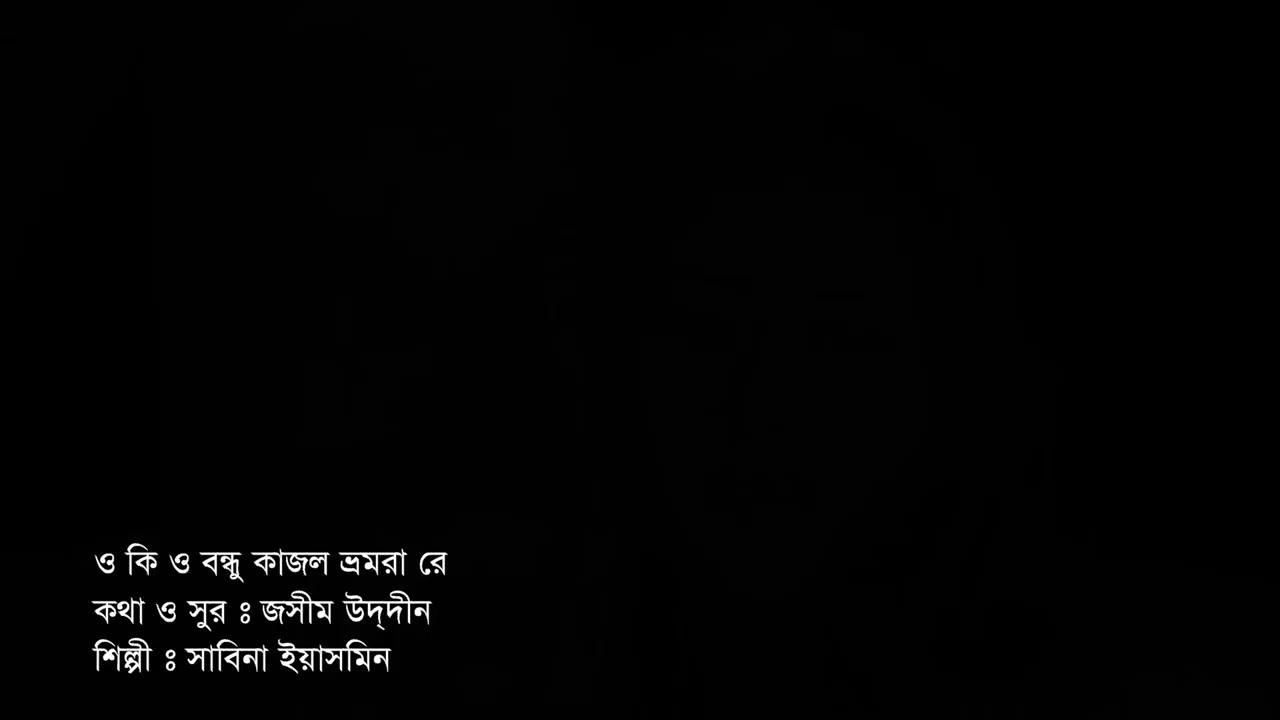 ও কি ও বন্ধু কাজল ভ্রমরা রে
কথা ও সুর ঃ জসীম উদ্‌দীন
শিল্পী ঃ সাবিনা ইয়াসমিন